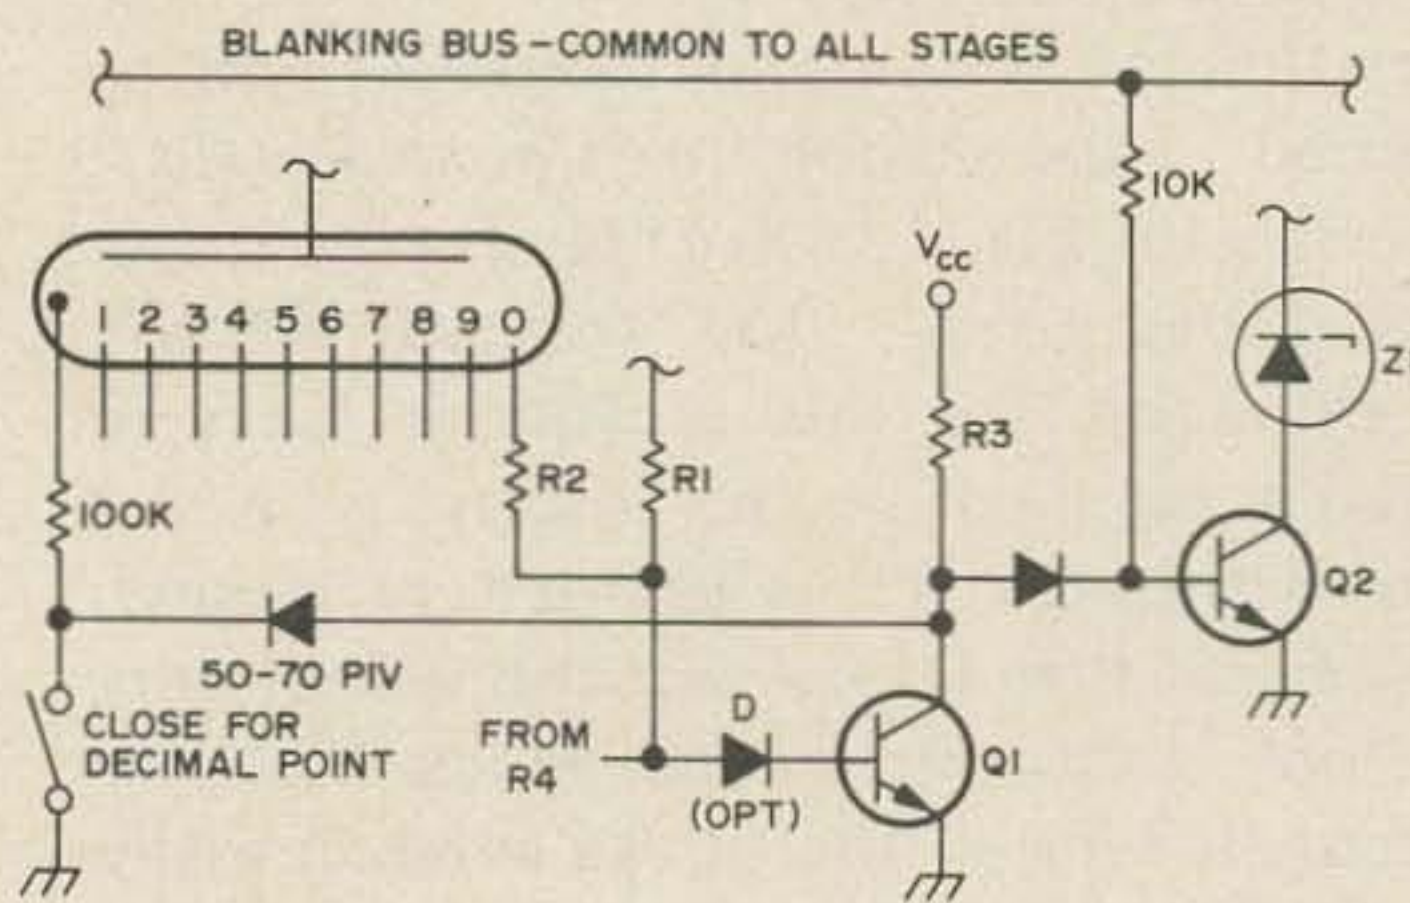 BLANKING BUS – COMMON TO ALL STAGES
10K
VCC
1 2 3 4 5 6 7 8 9 0
Z
R3
R2
R1
100K
Q2
50-70 PIV
CLOSE FOR
DECIMAL POINT
FROM
R4
D
(OPT)
Q1